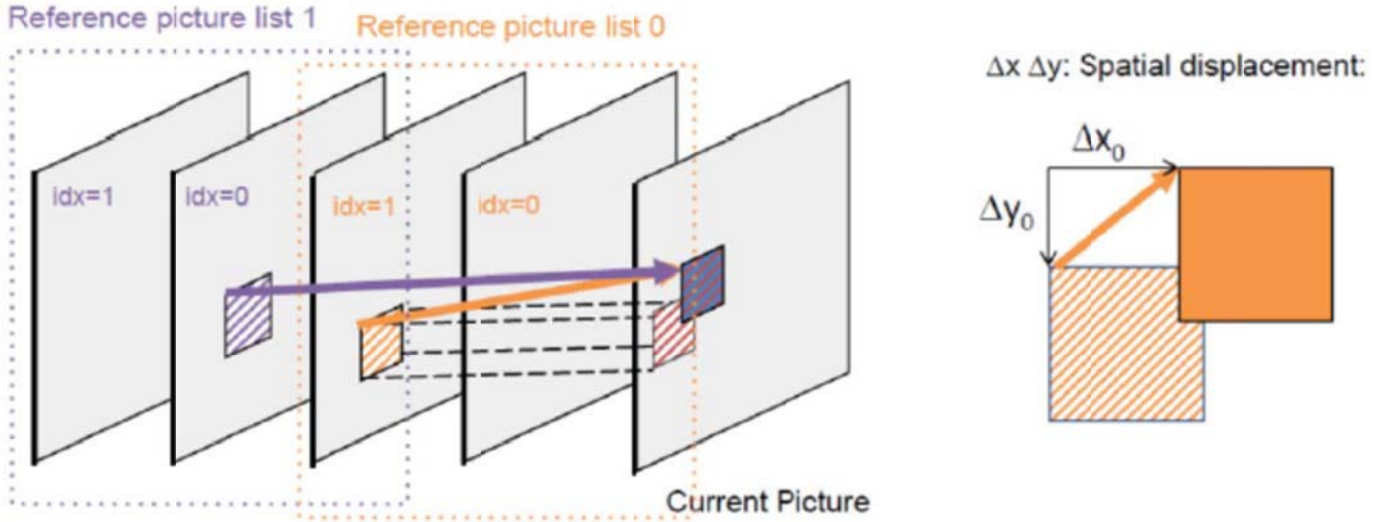 Reference picture list 1
Reference picture list 0
Δx Δy: Spatial displacement:
Δx₀
Δy₀
idx=1
idx=0
idx=1
idx=0
Current Picture